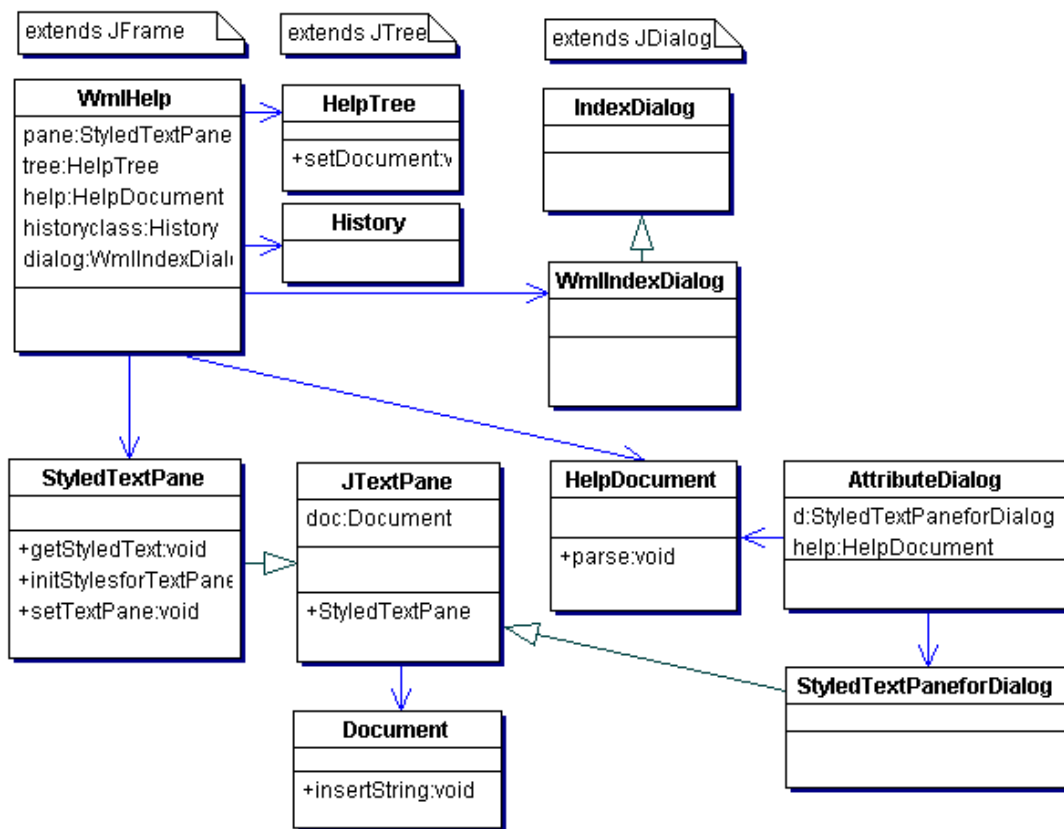 extends JFrame
extends JTree
extends JDialog
WmlHelp
pane:StyledTextPane
tree:HelpTree
help:HelpDocument
historyclass:History
dialog:WmlIndexDial
HelpTree
+setDocument:v
History
IndexDialog
WmlIndexDialog
StyledTextPane
+getStyledText:void
+initStylesforTextPane
+setTextPane:void
JTextPane
doc:Document
+StyledTextPane
Document
+insertString:void
HelpDocument
+parse:void
AttributeDialog
d:StyledTextPaneforDialog
help:HelpDocument
StyledTextPaneforDialog